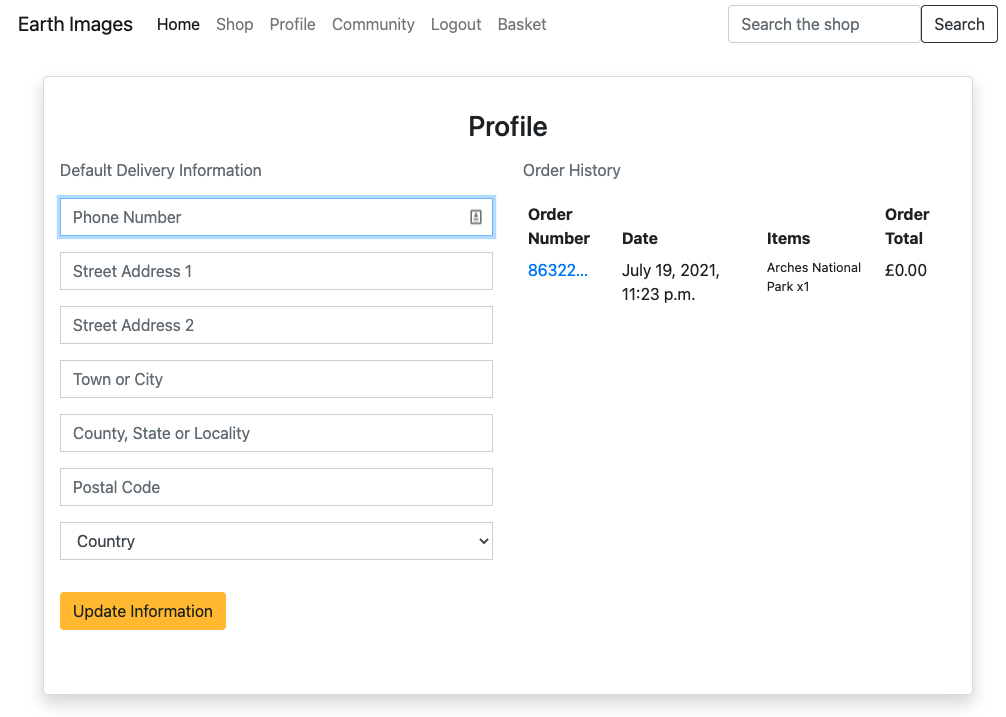 Earth Images Home Shop Profile Community Logout Basket Search the shop Search
Profile
Default Delivery Information
Phone Number
Street Address 1
Street Address 2
Town or City
County, State or Locality
Postal Code
Country
Update Information
Order History
Order Number Date Items Order Total
86322... July 19, 2021, 11:23 p.m. Arches National Park x1 £0.00